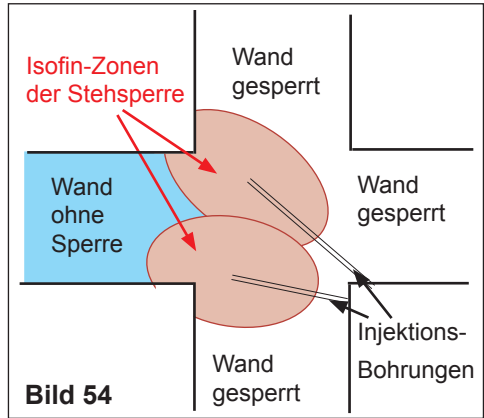 Isofin-Zonen
der Stehsperre
Wand
gesperrt
Wand
ohne
Sperre
Wand
gesperrt
Injektions-
Bohrungen
Wand
gesperrt
Bild 54